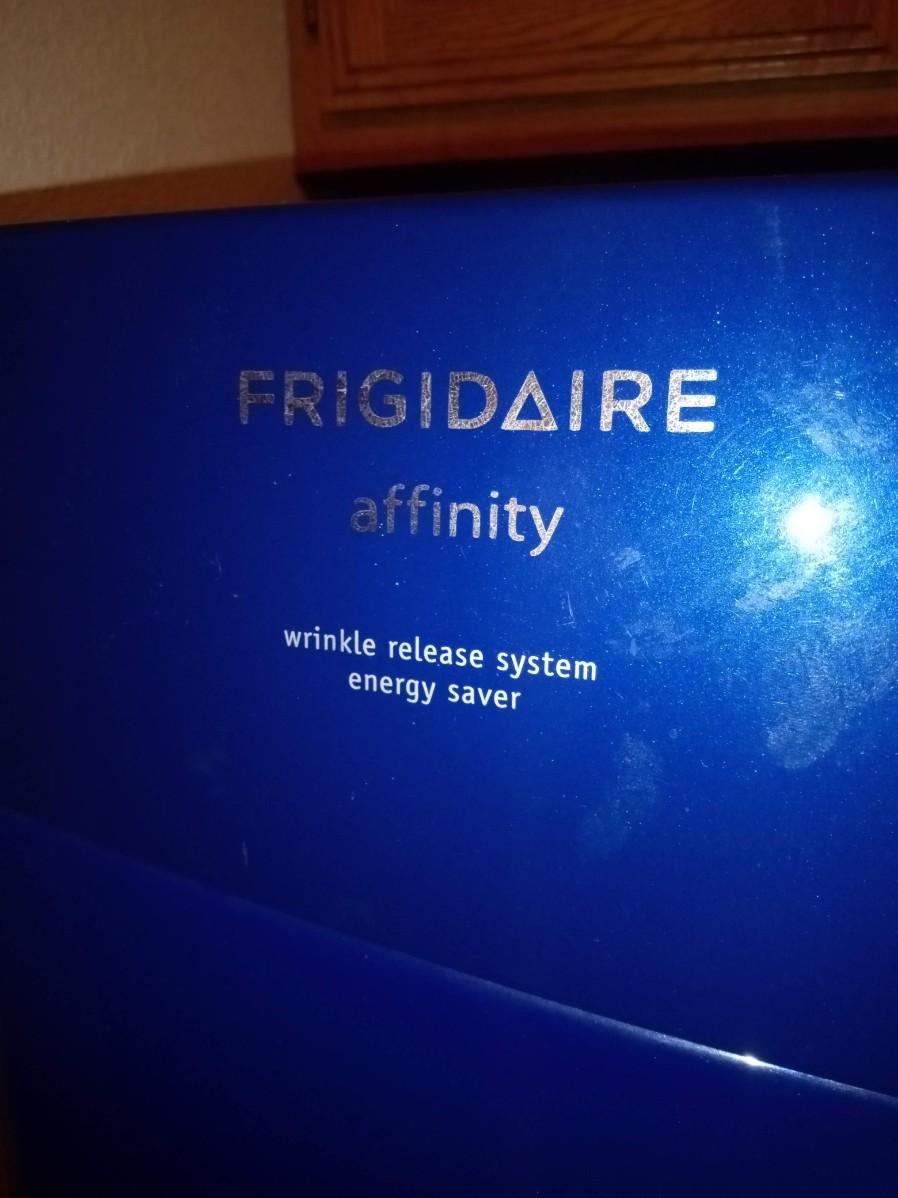 FRIGIDAIRE
affinity
wrinkle release system
energy saver